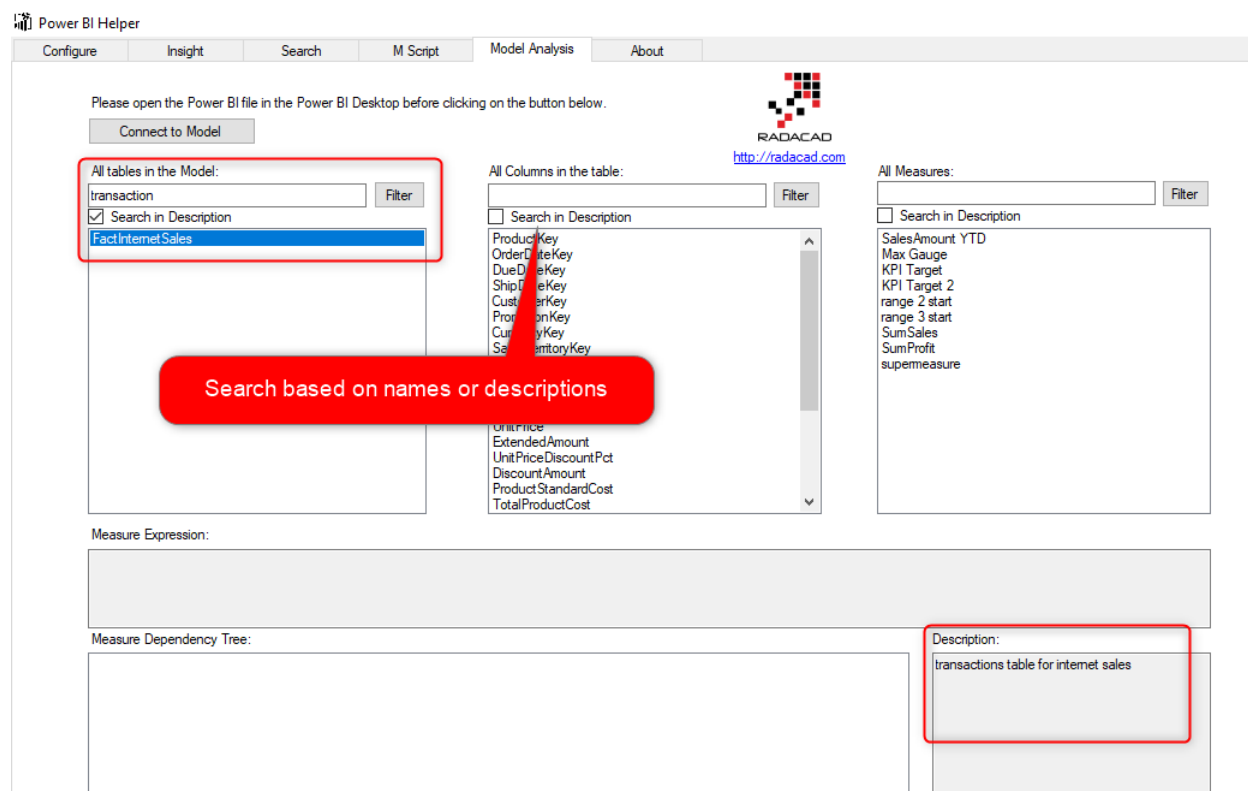 Power BI Helper
Configure Insight Search M Script Model Analysis About
Please open the Power BI file in the Power BI Desktop before clicking on the button below.
Connect to Model
RADACAD
http://radacad.com
All tables in the Model:
transaction Filter
Search in Description
FactInternetSales
All Columns in the table:
Filter
Search in Description
ProductKey
OrderDateKey
DueDateKey
ShipDateKey
CustomerKey
PromotionKey
CurrencyKey
SalesTerritoryKey
UnitPrice
ExtendedAmount
UnitPriceDiscountPct
DiscountAmount
ProductStandardCost
TotalProductCost
All Measures:
Filter
Search in Description
SalesAmount YTD
Max Gauge
KPI Target
KPI Target 2
range 2 start
range 3 start
SumSales
SumProfit
supermeasure
Search based on names or descriptions
Measure Expression:
Measure Dependency Tree:
Description:
transactions table for internet sales